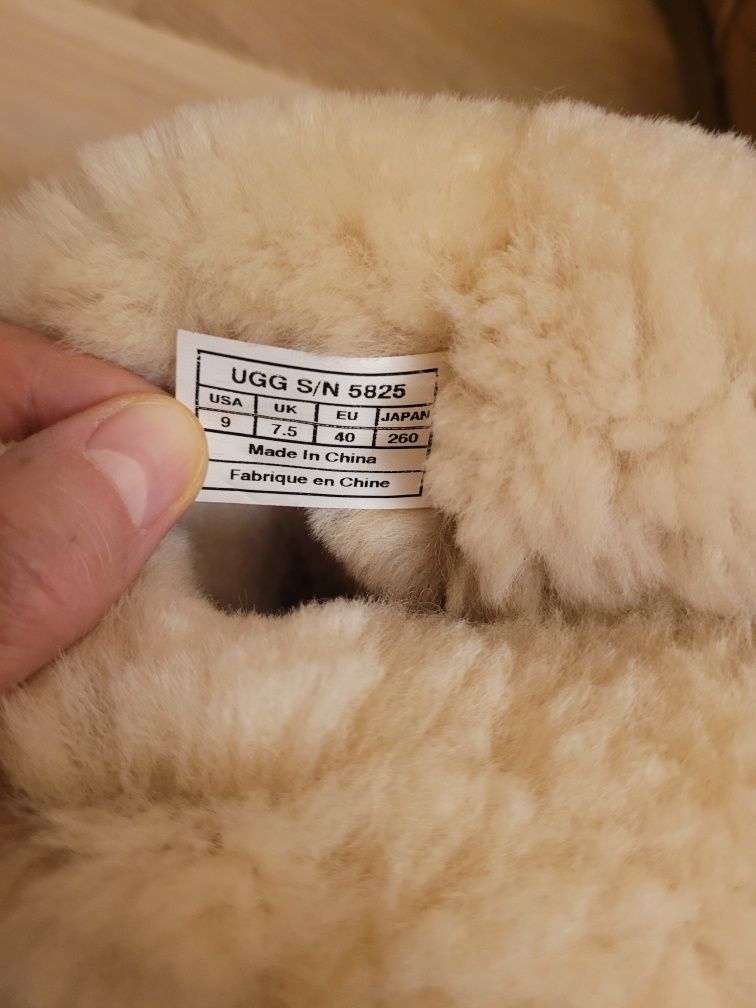 UGG S/N 5825
USA UK EU JAPAN
9 7.5 40 260
Made In China
Fabrique en Chine